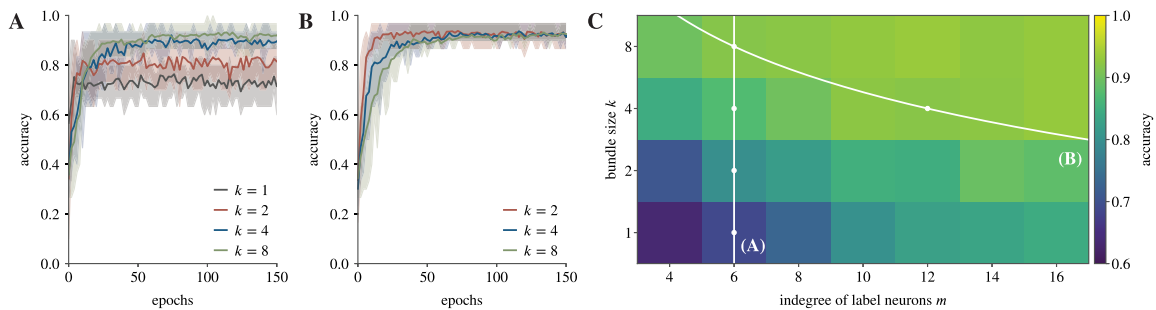 A
1.0
0.8
0.6
0.4
0.2
0.0
accuracy
0
50
100
150
epochs
k = 1
k = 2
k = 4
k = 8
B
1.0
0.8
0.6
0.4
0.2
0.0
accuracy
0
50
100
150
epochs
k = 2
k = 4
k = 8
C
8
4
2
1
bundle size k
4
6
8
10
12
14
16
indegree of label neurons m
(A)
(B)
1.0
0.9
0.8
0.7
0.6
accuracy